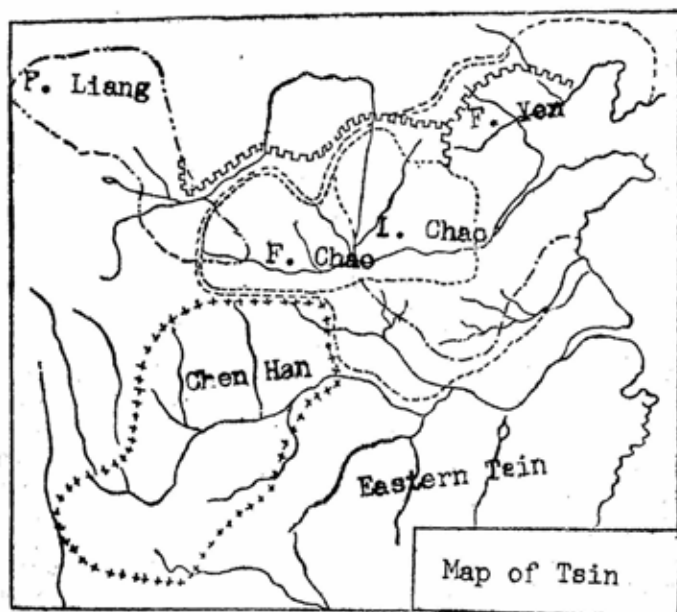 F. Liang
F. Yen
I. Chao
F. Chao
Chen Han
Eastern Tsin
Map of Tsin